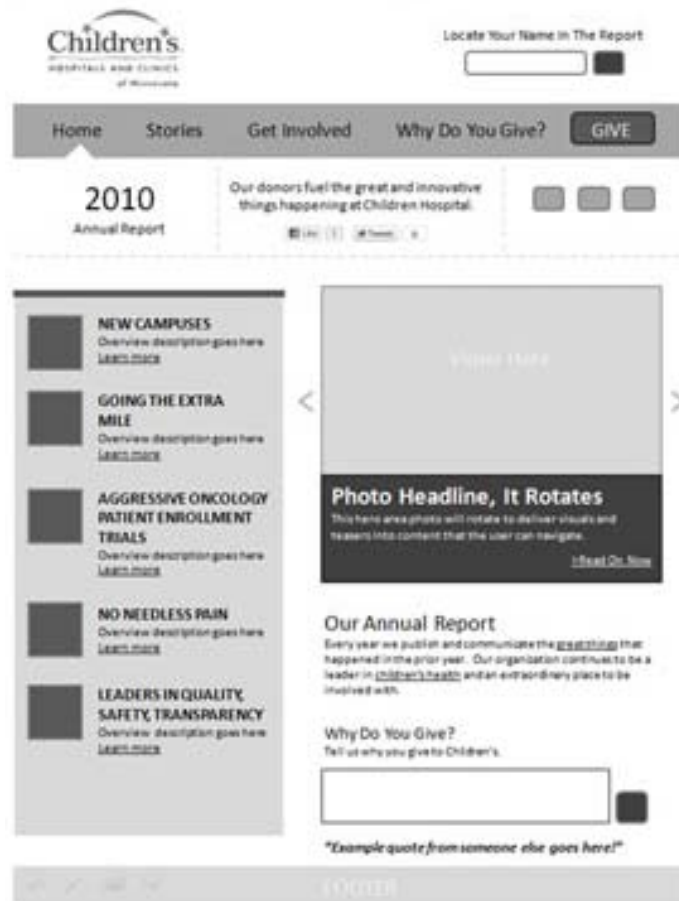 Children's
HOSPITALS AND CLINICS
of Minnesota
Locate Your Name In The Report
Home Stories Get Involved Why Do You Give? GIVE
2010
Annual Report
Our donors fuel the great and innovative
things happening at Children Hospital.
Like
Tweet
NEW CAMPUSES
Overview description goes here
Learn more
GOING THE EXTRA
MILE
Overview description goes here
Learn more
AGGRESSIVE ONCOLOGY
PATIENT ENROLLMENT
TRIALS
Overview description goes here
Learn more
NO NEEDLESS PAIN
Overview description goes here
Learn more
LEADERS IN QUALITY,
SAFETY, TRANSPARENCY
Overview description goes here
Learn more
< >
Photo Headline, It Rotates
This hero area photo will rotate to deliver visuals and
teasers into content that the user can navigate.
>Read On Now
Our Annual Report
Every year we publish and communicate the great things that
happened in the prior year. Our organization continues to be a
leader in children's health and an extraordinary place to be
involved with.
Why Do You Give?
Tell us why you give to Children's.
"Example quote from someone else goes here!"
FOOTER